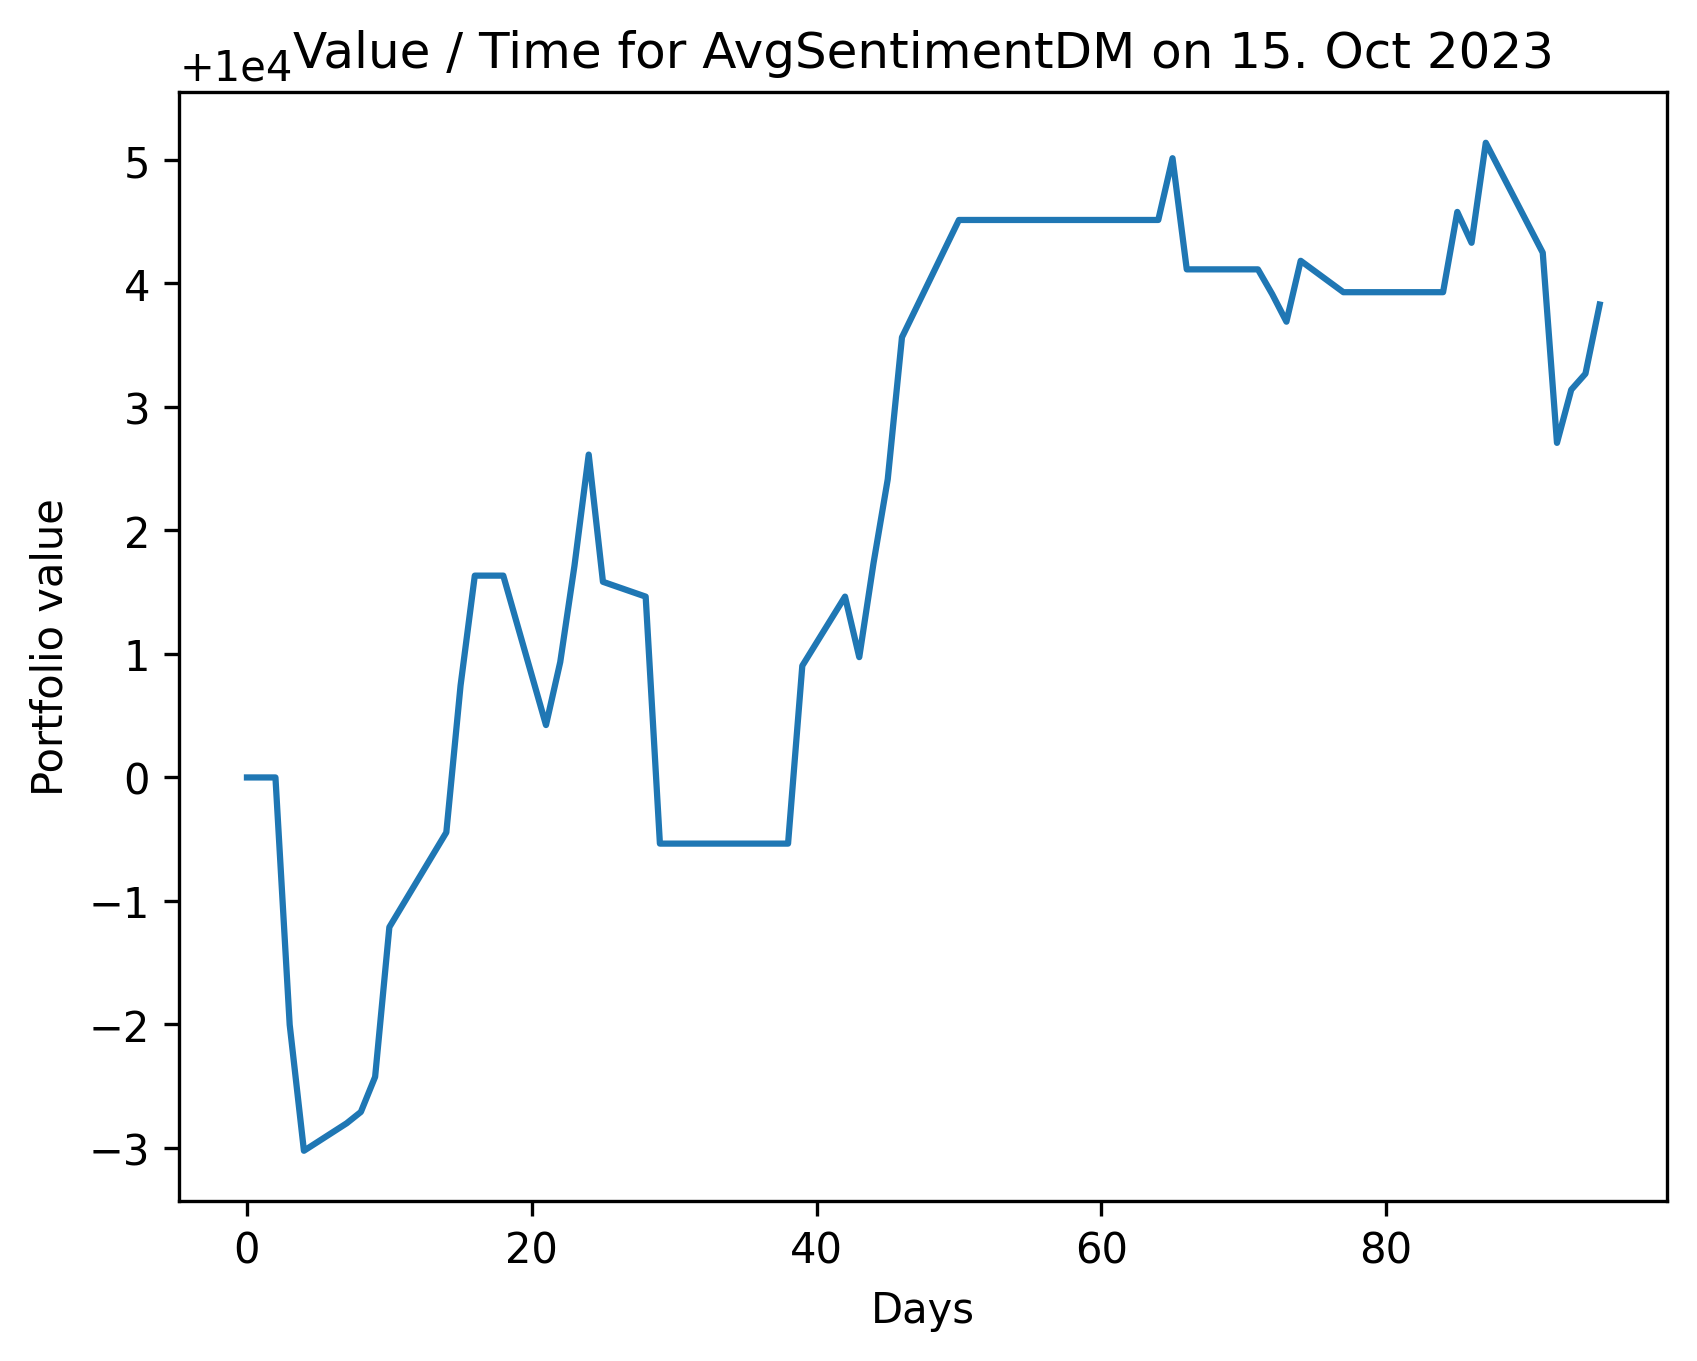 Value / Time for AvgSentimentDM on 15. Oct 2023
+1e4
5
4
3
2
1
0
−1
−2
−3
Portfolio value
0 20 40 60 80
Days